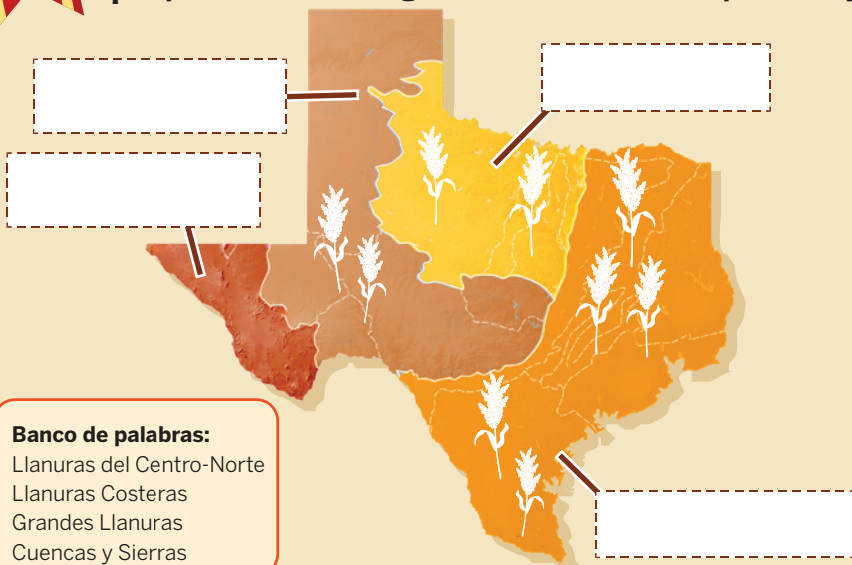 Banco de palabras:
Llanuras del Centro-Norte
Llanuras Costeras
Grandes Llanuras
Cuencas y Sierras